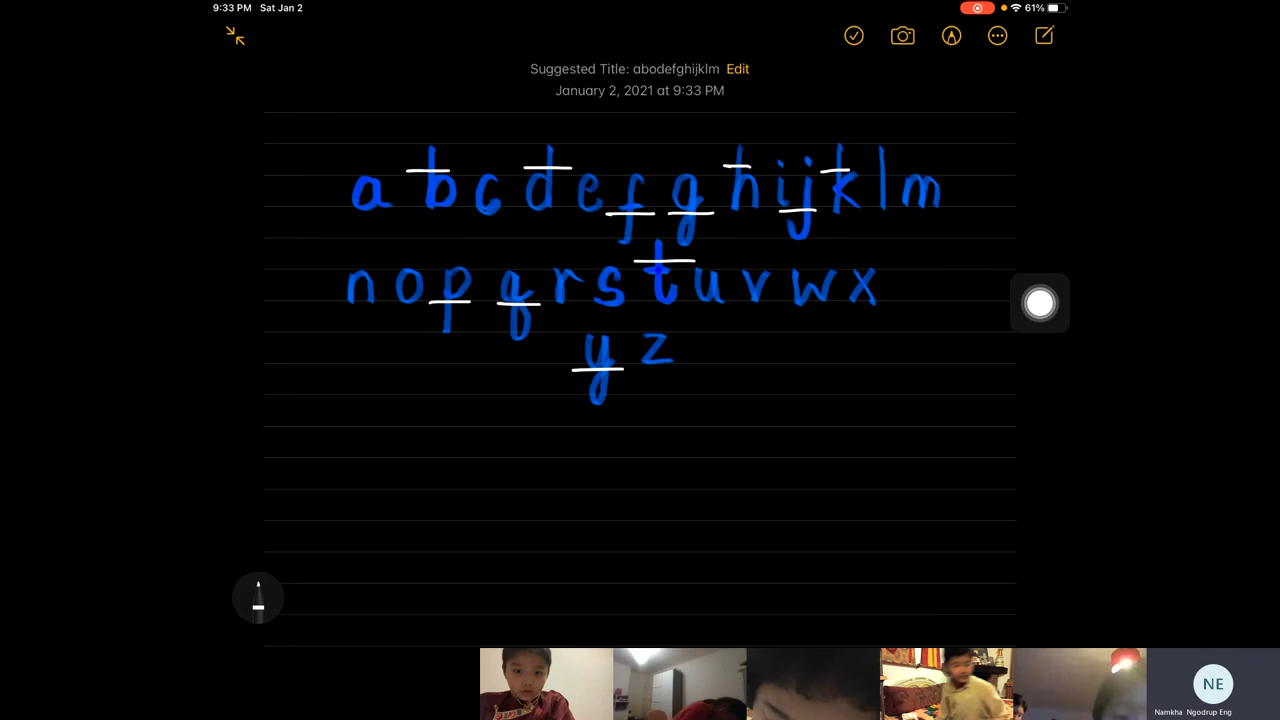 9:33 PM Sat Jan 2
61%
Suggested Title: abodefghijklm Edit
January 2, 2021 at 9:33 PM
a b c d e f g h i j k l m
n o p q r s t u v w x
y z
NE
Namkha Ngodrup Eng